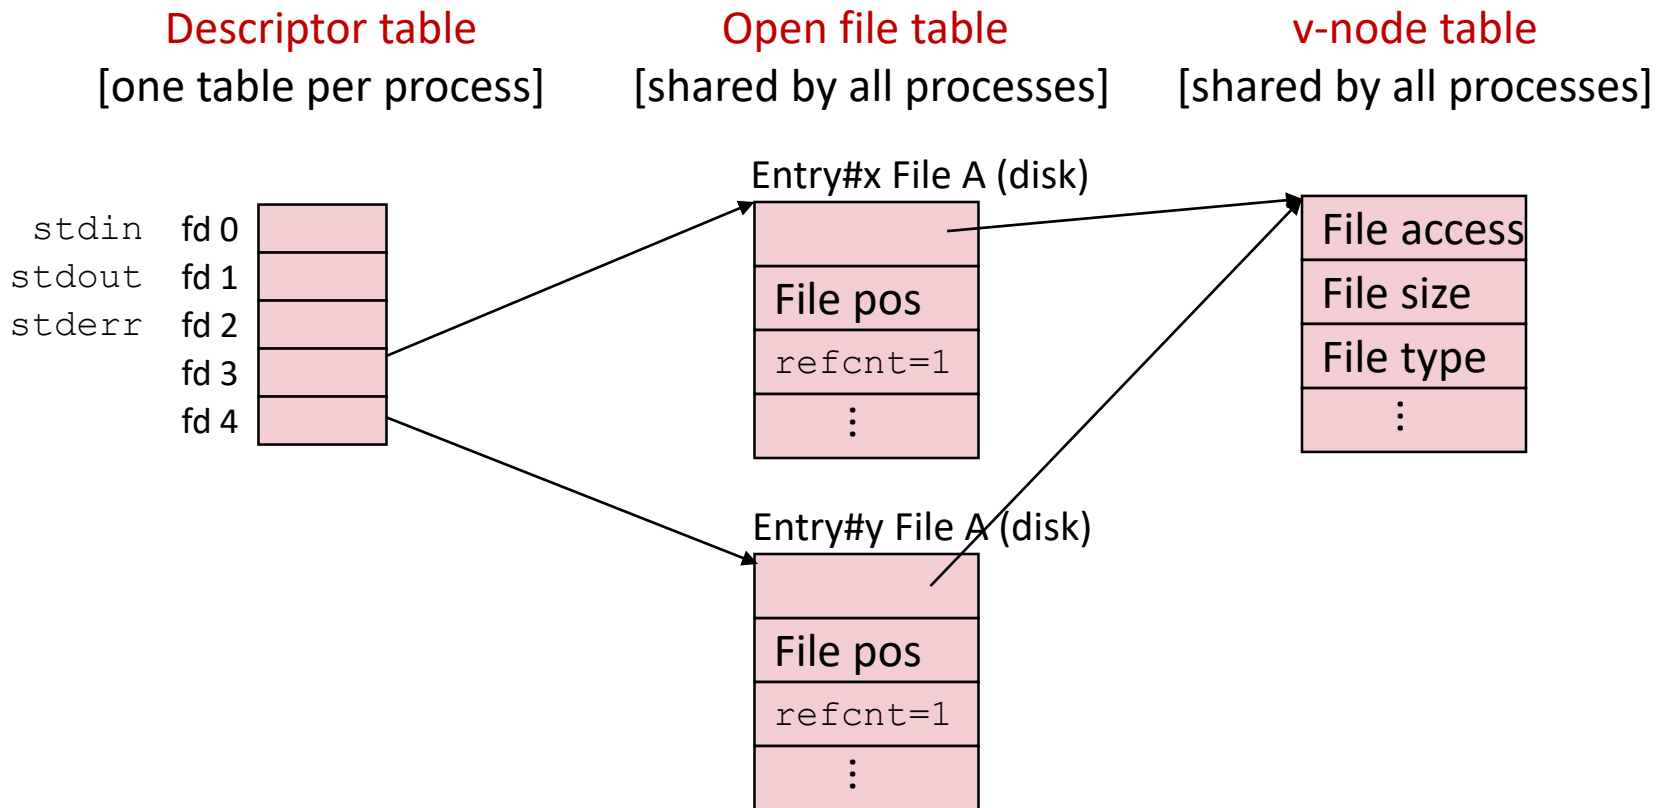 Descriptor table
[one table per process]
Open file table
[shared by all processes]
v-node table
[shared by all processes]
stdin fd 0
stdout fd 1
stderr fd 2
fd 3
fd 4
Entry#x File A (disk)
File pos
refcnt=1
⋮
Entry#y File A (disk)
File pos
refcnt=1
⋮
File access
File size
File type
⋮